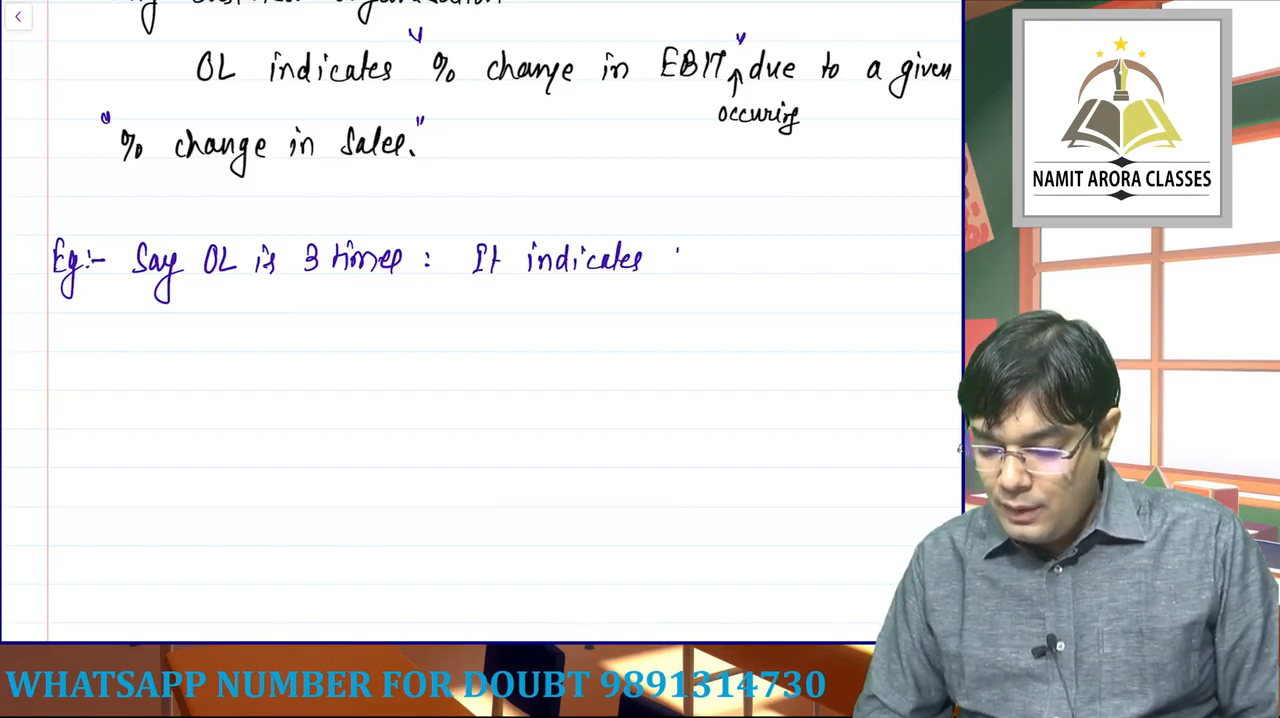 OL indicates "% change in EBIT" due to a given
occuring
"% change in Sales."
Eg:- Say OL is 3 times : It indicates "
NAMIT ARORA CLASSES
WHATSAPP NUMBER FOR DOUBT 9891314730